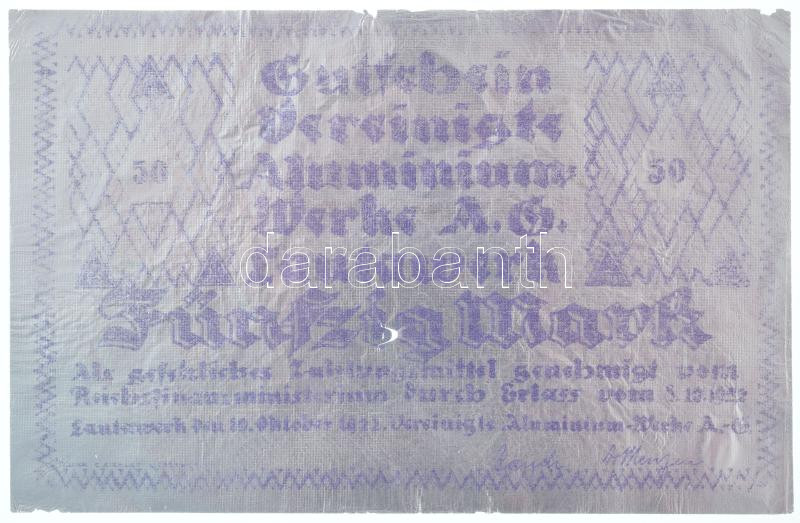 Gutschein
Vereinigte
50 Aluminium- 50
Werke A.G.
darabanth
Lautawerk
Fünfzig Mark
Als gesetzliches Zahlungsmittel genehmigt vom
Reichsfinanzministerium durch Erlass vom 5.10.1922
Lautawerk den 10. Oktober 1922. Vereinigte Aluminium-Werke A.-G.